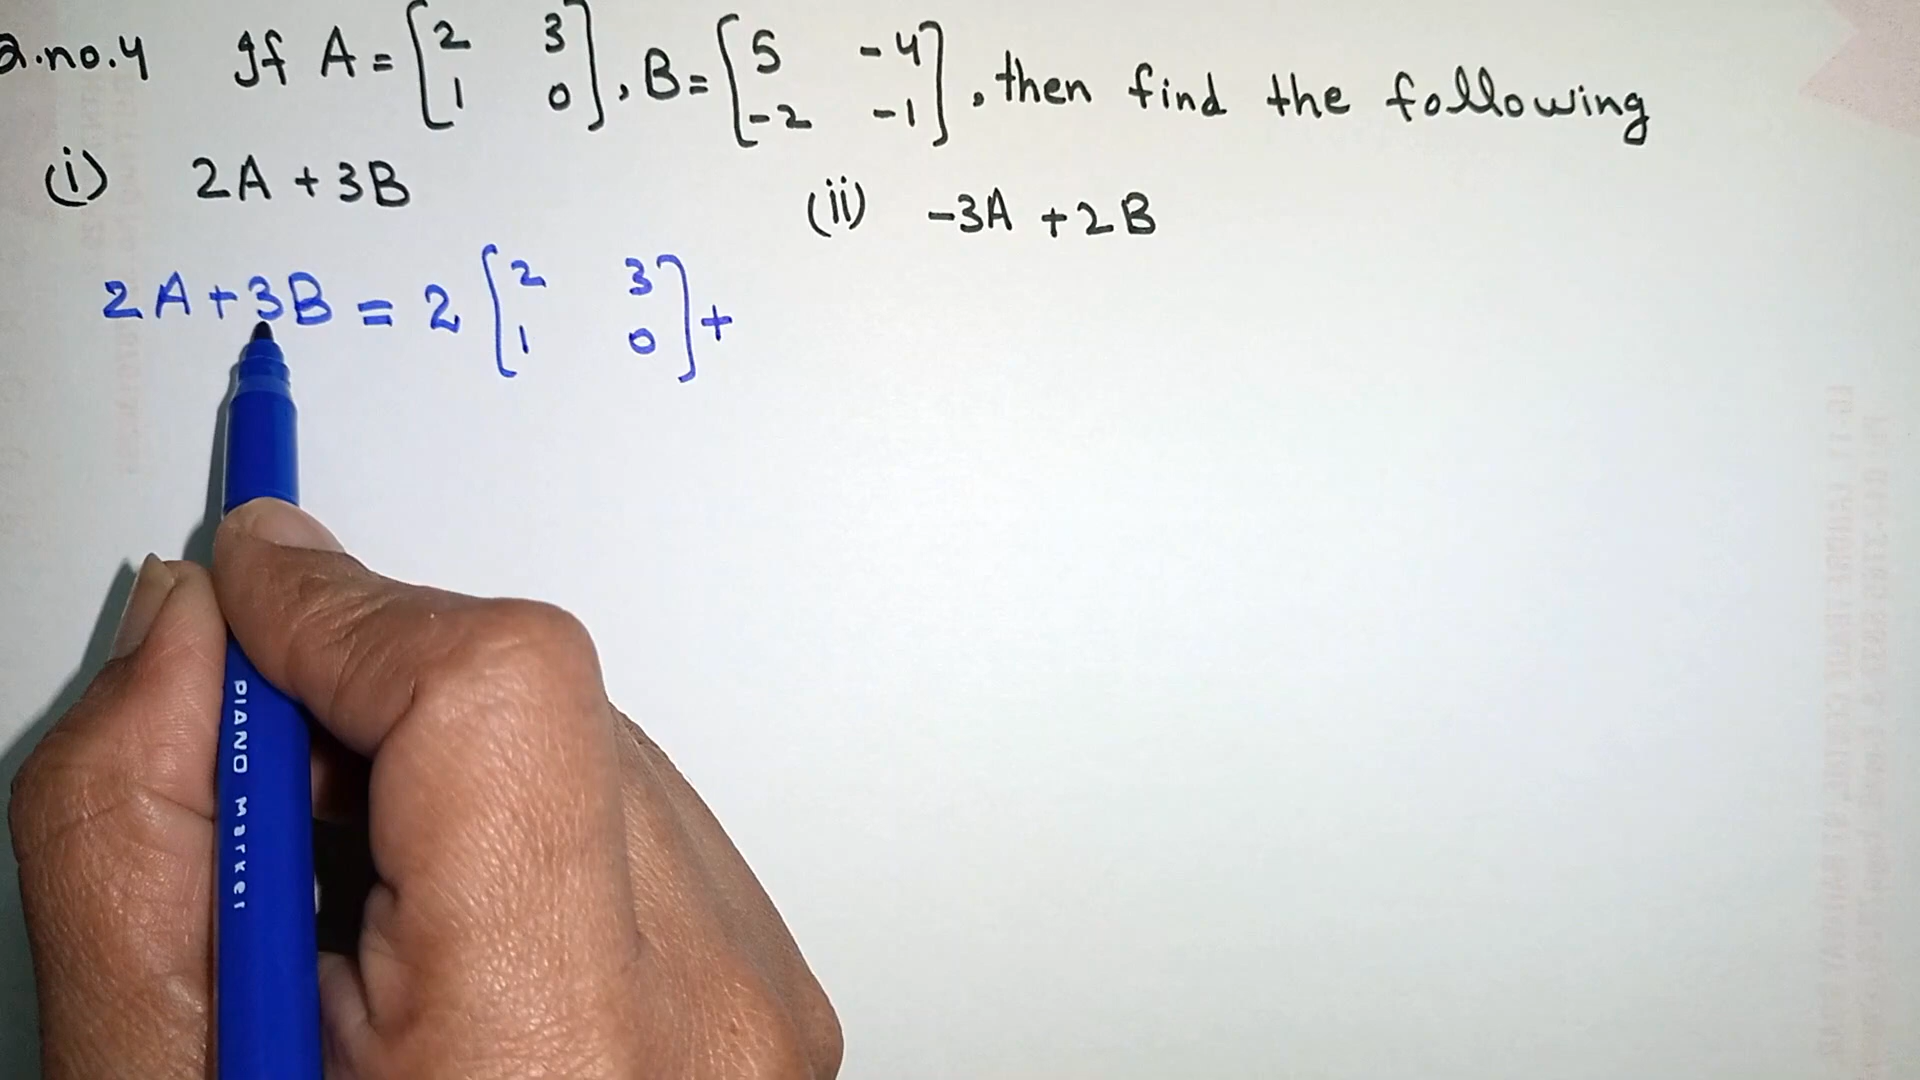 Q.no.4 If A = [2 3 1 0], B = [5 -4 -2 -1], then find the following
(i) 2A + 3B (ii) -3A + 2B
2A + 3B = 2 [2 3 1 0] +
PIANO Marker